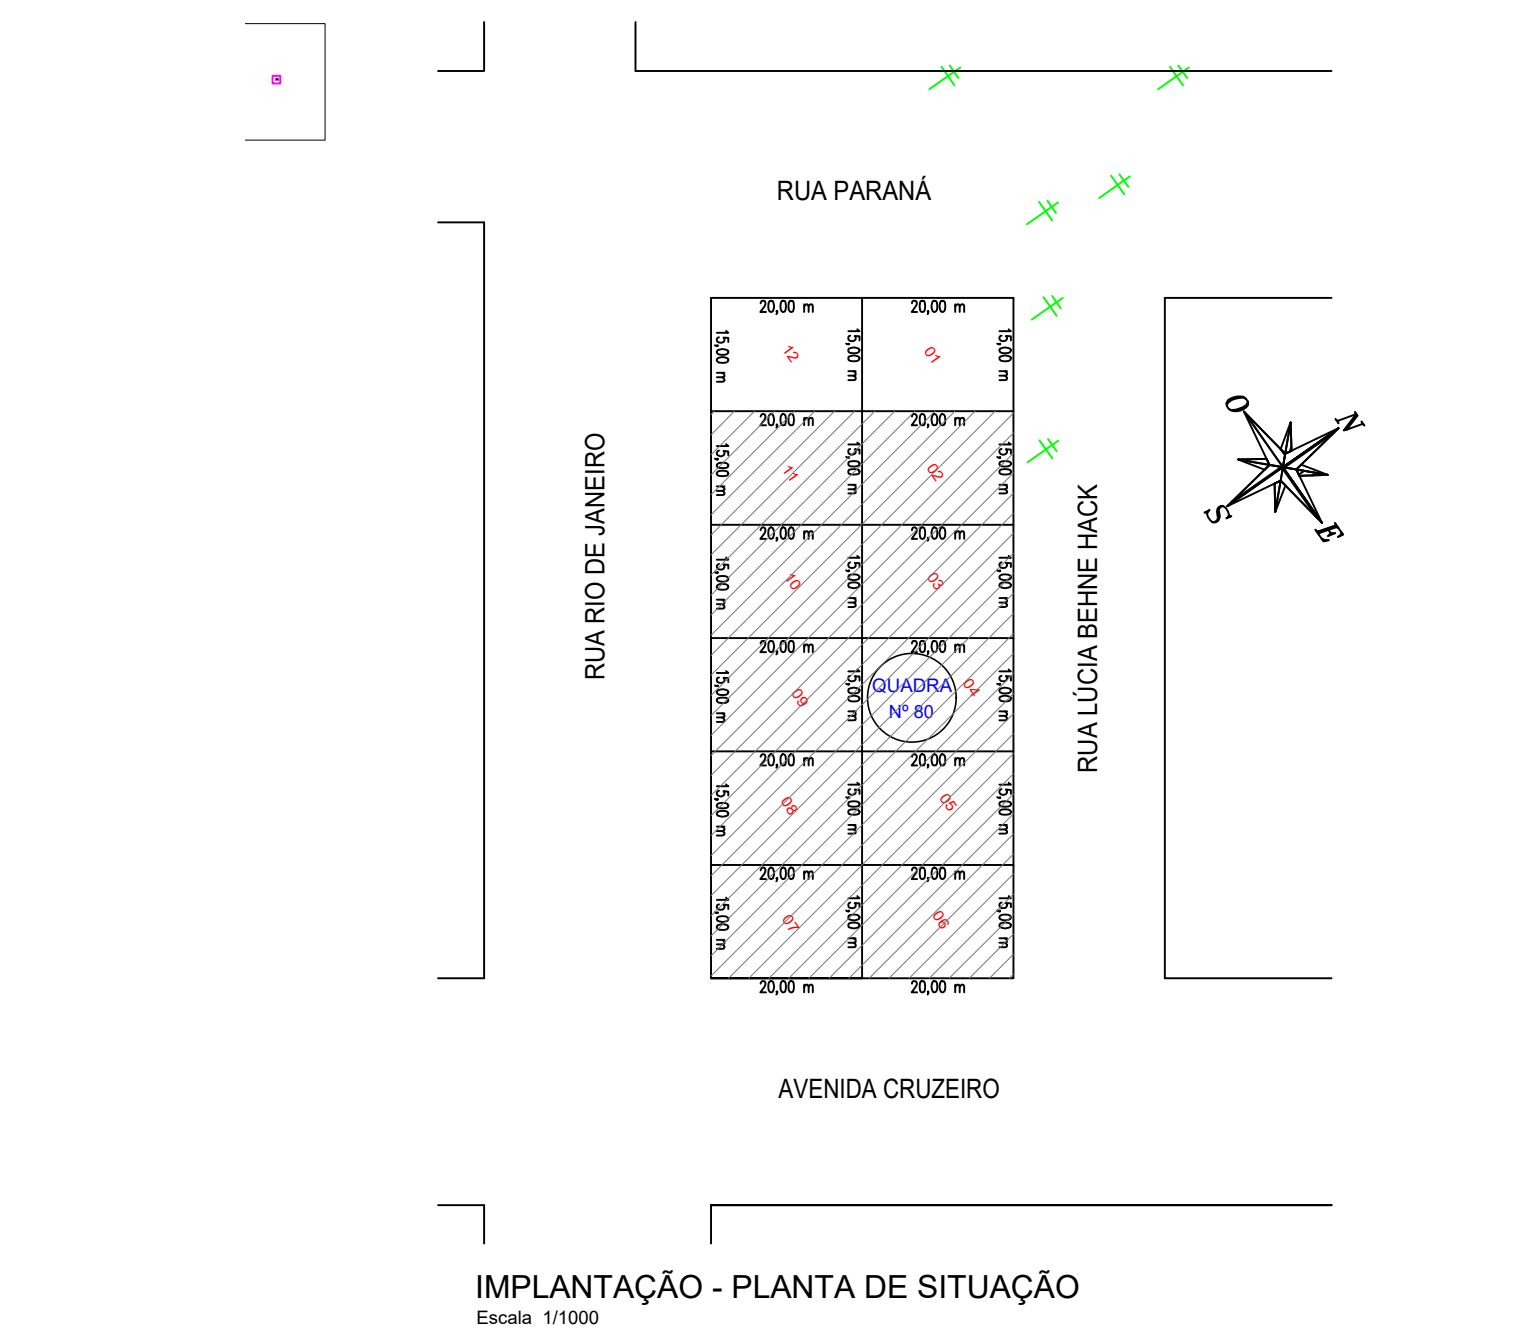 RUA PARANÁ
20,00 m 20,00 m
15,00 m 12 15,00 m 01 15,00 m
20,00 m 20,00 m
15,00 m 11 15,00 m 02 15,00 m
20,00 m 20,00 m
15,00 m 10 15,00 m 03 15,00 m
20,00 m 20,00 m
15,00 m 09 15,00 m 04 15,00 m
QUADRA
Nº 80
20,00 m 20,00 m
15,00 m 08 15,00 m 05 15,00 m
20,00 m 20,00 m
15,00 m 07 15,00 m 06 15,00 m
20,00 m 20,00 m
RUA RIO DE JANEIRO
RUA LÚCIA BEHNE HACK
O
N
S
E
AVENIDA CRUZEIRO
IMPLANTAÇÃO - PLANTA DE SITUAÇÃO
Escala 1/1000